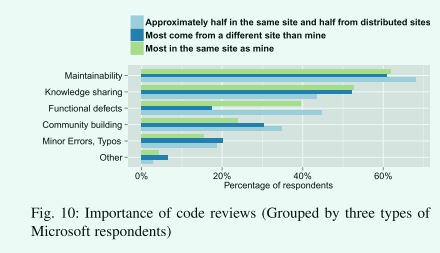 Approximately half in the same site and half from distributed sites
Most come from a different site than mine
Most in the same site as mine
Maintainability
Knowledge sharing
Functional defects
Community building
Minor Errors, Typos
Other
0%
20%
40%
60%
Percentage of respondents
Fig. 10: Importance of code reviews (Grouped by three types of
Microsoft respondents)